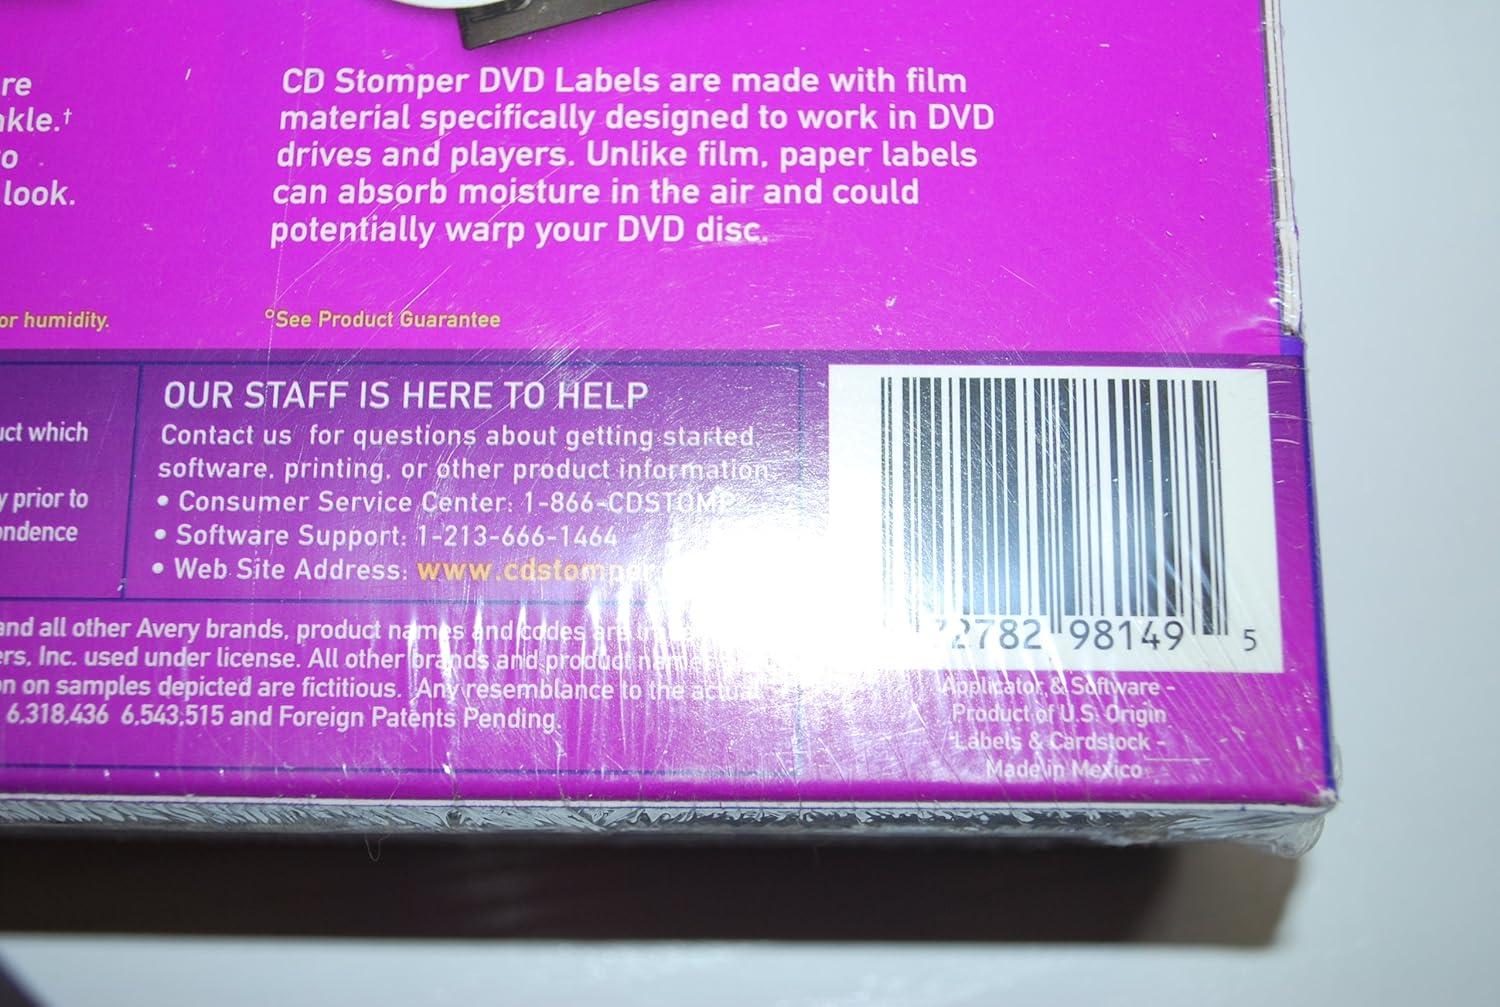 CD Stomper DVD Labels are made with film
material specifically designed to work in DVD
drives and players. Unlike film, paper labels
can absorb moisture in the air and could
potentially warp your DVD disc.
look.
or humidity.
°See Product Guarantee
OUR STAFF IS HERE TO HELP
Contact us for questions about getting started,
software, printing, or other product information.
• Consumer Service Center: 1-866-CDSTOMP
• Software Support: 1-213-666-1464
• Web Site Address: www.cdstomper
which
prior to
and all other Avery brands, product names and codes are
Inc. used under license. All other brands and product names
on samples depicted are fictitious. Any resemblance to the actual
6,318,436 6,543,515 and Foreign Patents Pending.
72782 98149 5
Applicator & Software -
Product of U.S. Origin
Labels & Cardstock -
Made in Mexico